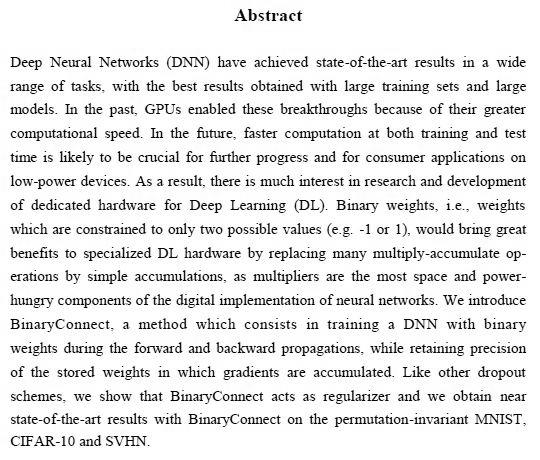 Abstract
Deep Neural Networks (DNN) have achieved state-of-the-art results in a wide
range of tasks, with the best results obtained with large training sets and large
models. In the past, GPUs enabled these breakthroughs because of their greater
computational speed. In the future, faster computation at both training and test
time is likely to be crucial for further progress and for consumer applications on
low-power devices. As a result, there is much interest in research and development
of dedicated hardware for Deep Learning (DL). Binary weights, i.e., weights
which are constrained to only two possible values (e.g. -1 or 1), would bring great
benefits to specialized DL hardware by replacing many multiply-accumulate op-
erations by simple accumulations, as multipliers are the most space and power-
hungry components of the digital implementation of neural networks. We introduce
BinaryConnect, a method which consists in training a DNN with binary
weights during the forward and backward propagations, while retaining precision
of the stored weights in which gradients are accumulated. Like other dropout
schemes, we show that BinaryConnect acts as regularizer and we obtain near
state-of-the-art results with BinaryConnect on the permutation-invariant MNIST,
CIFAR-10 and SVHN.